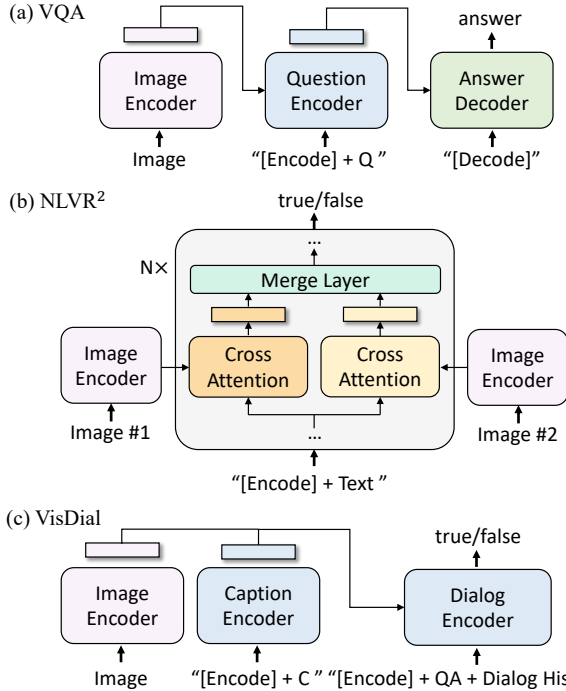 (a) VQA
answer
Image Encoder
Question Encoder
Answer Decoder
Image
“[Encode] + Q ”
“[Decode]”
(b) NLVR²
true/false
...
N×
Merge Layer
Image Encoder
Cross Attention
Cross Attention
Image Encoder
Image #1
...
Image #2
“[Encode] + Text ”
(c) VisDial
true/false
Image Encoder
Caption Encoder
Dialog Encoder
Image
“[Encode] + C ”
“[Encode] + QA + Dialog His